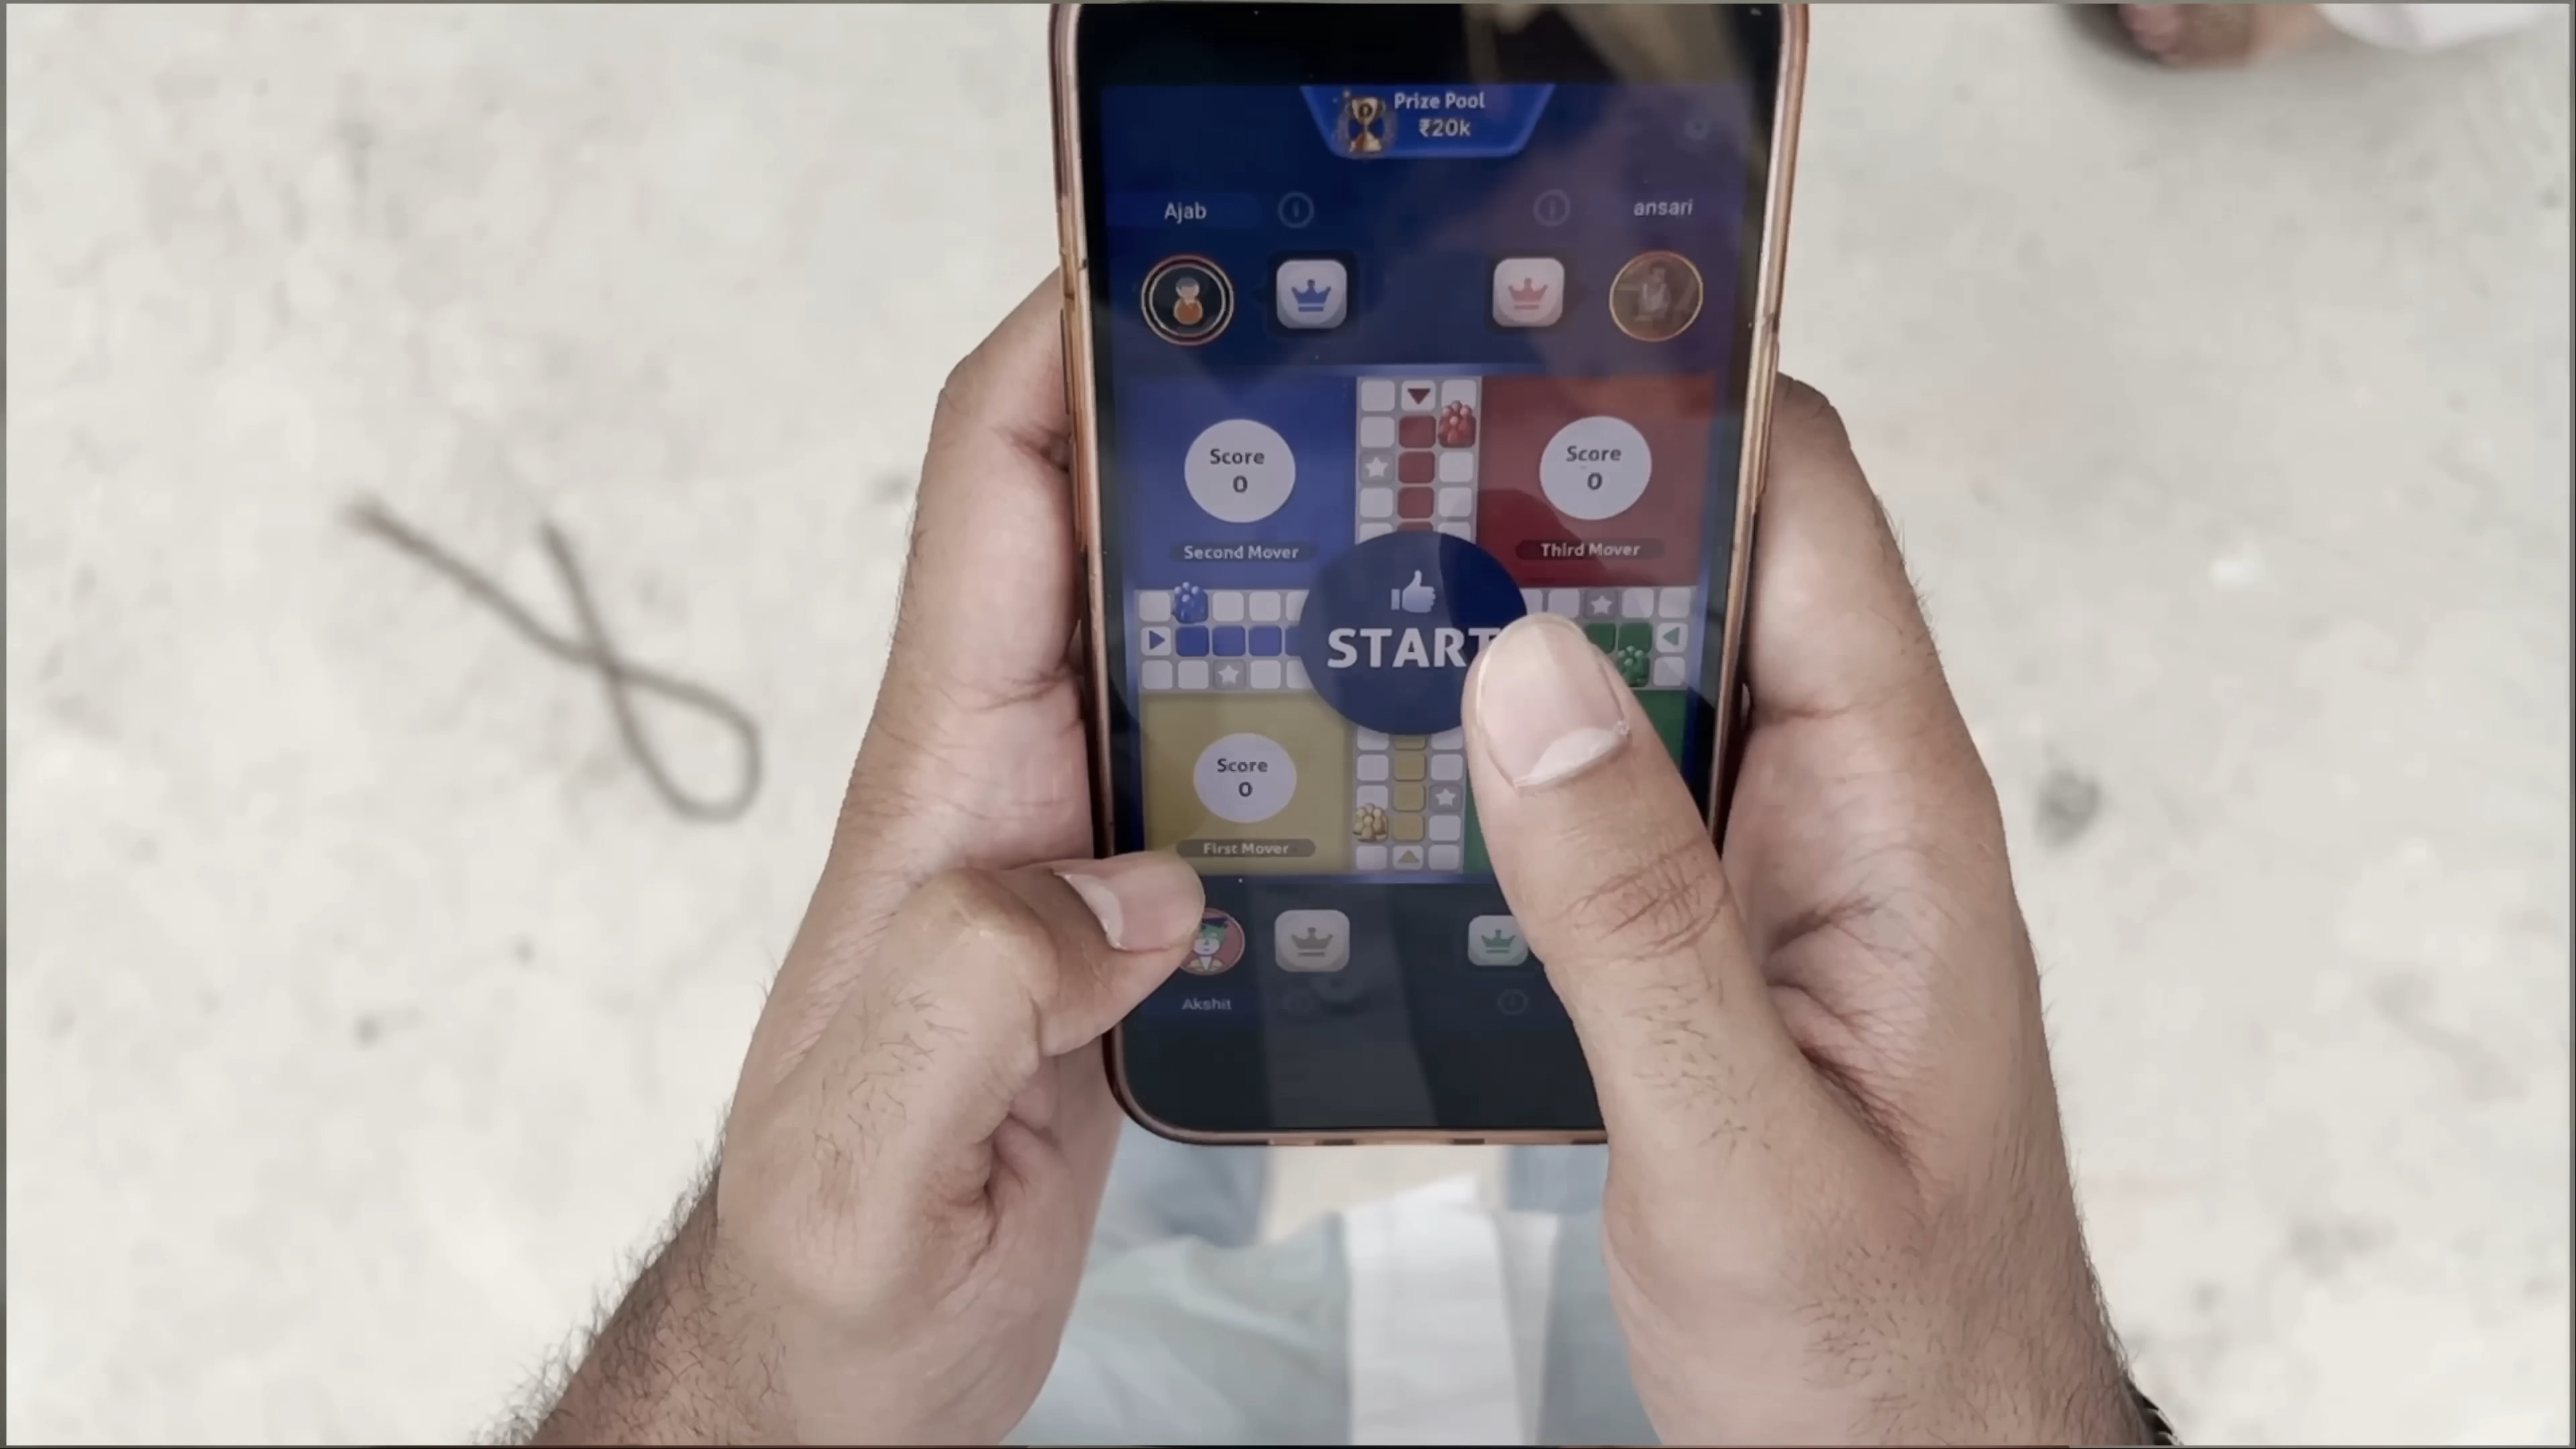 Prize Pool
₹20k
Ajab
ansari
Score
0
Score
0
Second Mover
Third Mover
START
Score
0
First Mover
Akshit